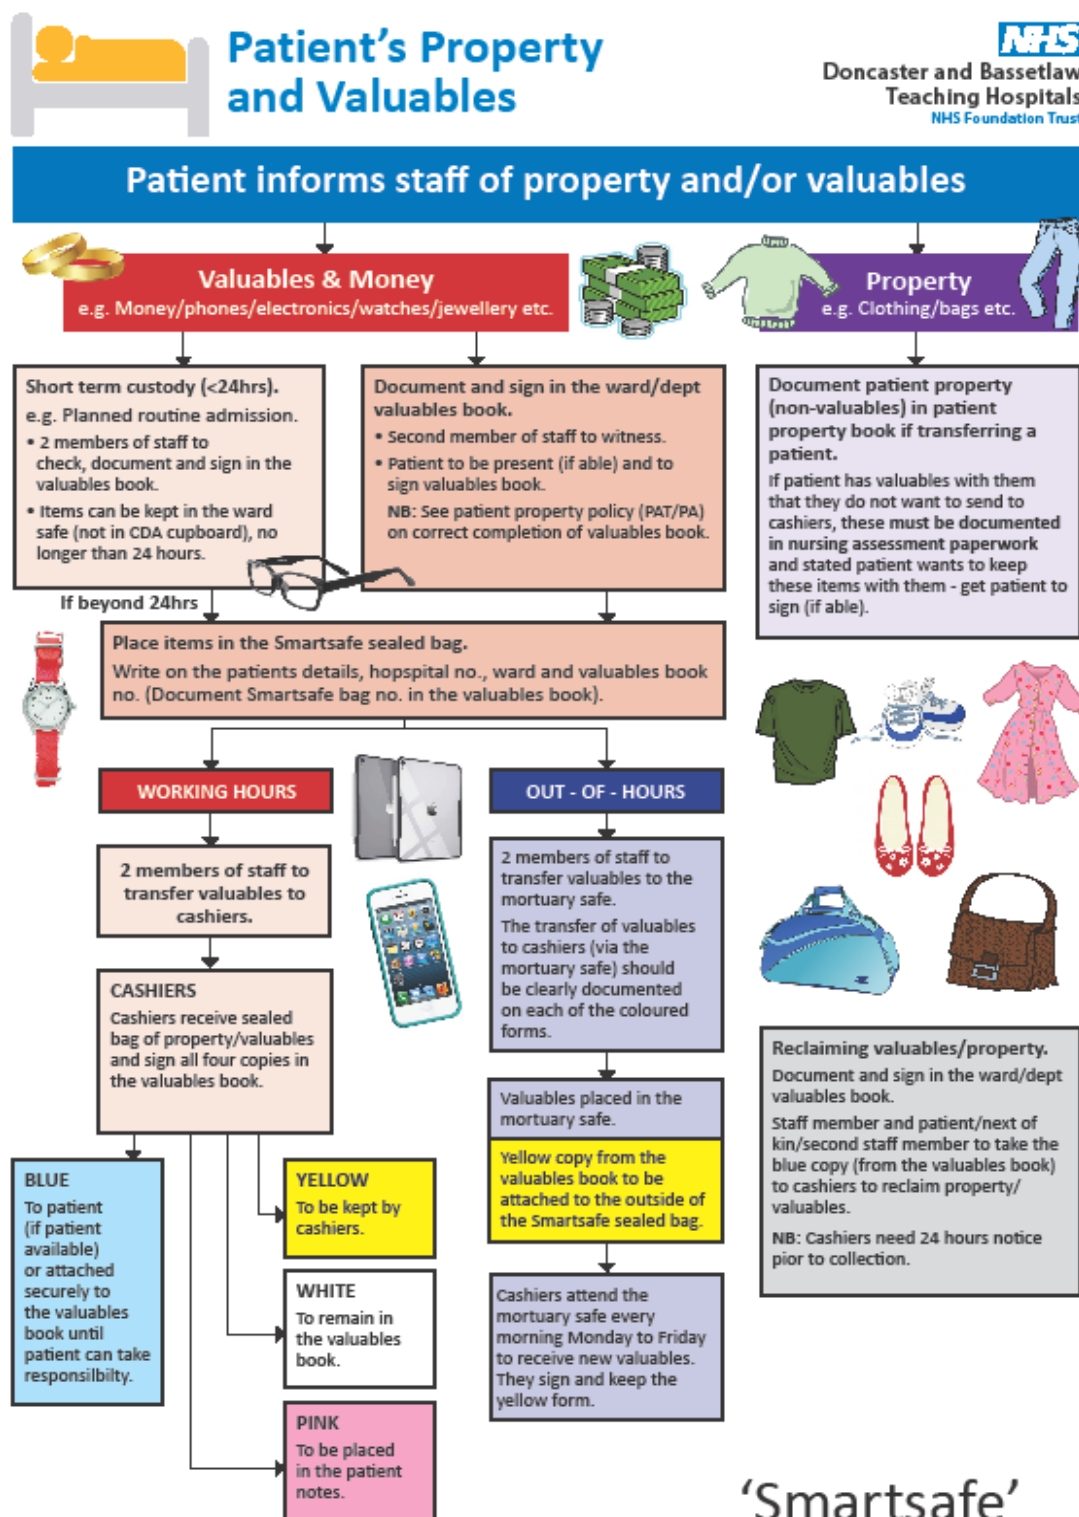 Patient's Property
and Valuables
NHS
Doncaster and Bassetlaw
Teaching Hospitals
NHS Foundation Trust
Patient informs staff of property and/or valuables
Valuables & Money
e.g. Money/phones/electronics/watches/jewellery etc.
Property
e.g. Clothing/bags etc.
Short term custody (<24hrs).
e.g. Planned routine admission.
• 2 members of staff to
check, document and sign in the
valuables book.
• Items can be kept in the ward
safe (not in CDA cupboard), no
longer than 24 hours.
Document and sign in the ward/dept
valuables book.
• Second member of staff to witness.
• Patient to be present (if able) and to
sign valuables book.
NB: See patient property policy (PAT/PA)
on correct completion of valuables book.
Document patient property
(non-valuables) in patient
property book if transferring a
patient.
If patient has valuables with them
that they do not want to send to
cashiers, these must be documented
in nursing assessment paperwork
and stated patient wants to keep
these items with them - get patient to
sign (if able).
If beyond 24hrs
Place items in the Smartsafe sealed bag.
Write on the patients details, hopspital no., ward and valuables book
no. (Document Smartsafe bag no. in the valuables book).
WORKING HOURS
2 members of staff to
transfer valuables to
cashiers.
CASHIERS
Cashiers receive sealed
bag of property/valuables
and sign all four copies in
the valuables book.
BLUE
To patient
(if patient
available)
or attached
securely to
the valuables
book until
patient can take
responsilbilty.
YELLOW
To be kept by
cashiers.
WHITE
To remain in
the valuables
book.
PINK
To be placed
in the patient
notes.
OUT - OF - HOURS
2 members of staff to
transfer valuables to the
mortuary safe.
The transfer of valuables
to cashiers (via the
mortuary safe) should
be clearly documented
on each of the coloured
forms.
Valuables placed in the
mortuary safe.
Yellow copy from the
valuables book to be
attached to the outside of
the Smartsafe sealed bag.
Cashiers attend the
mortuary safe every
morning Monday to Friday
to receive new valuables.
They sign and keep the
yellow form.
Reclaiming valuables/property.
Document and sign in the ward/dept
valuables book.
Staff member and patient/next of
kin/second staff member to take the
blue copy (from the valuables book)
to cashiers to reclaim property/
valuables.
NB: Cashiers need 24 hours notice
pior to collection.
'Smartsafe'